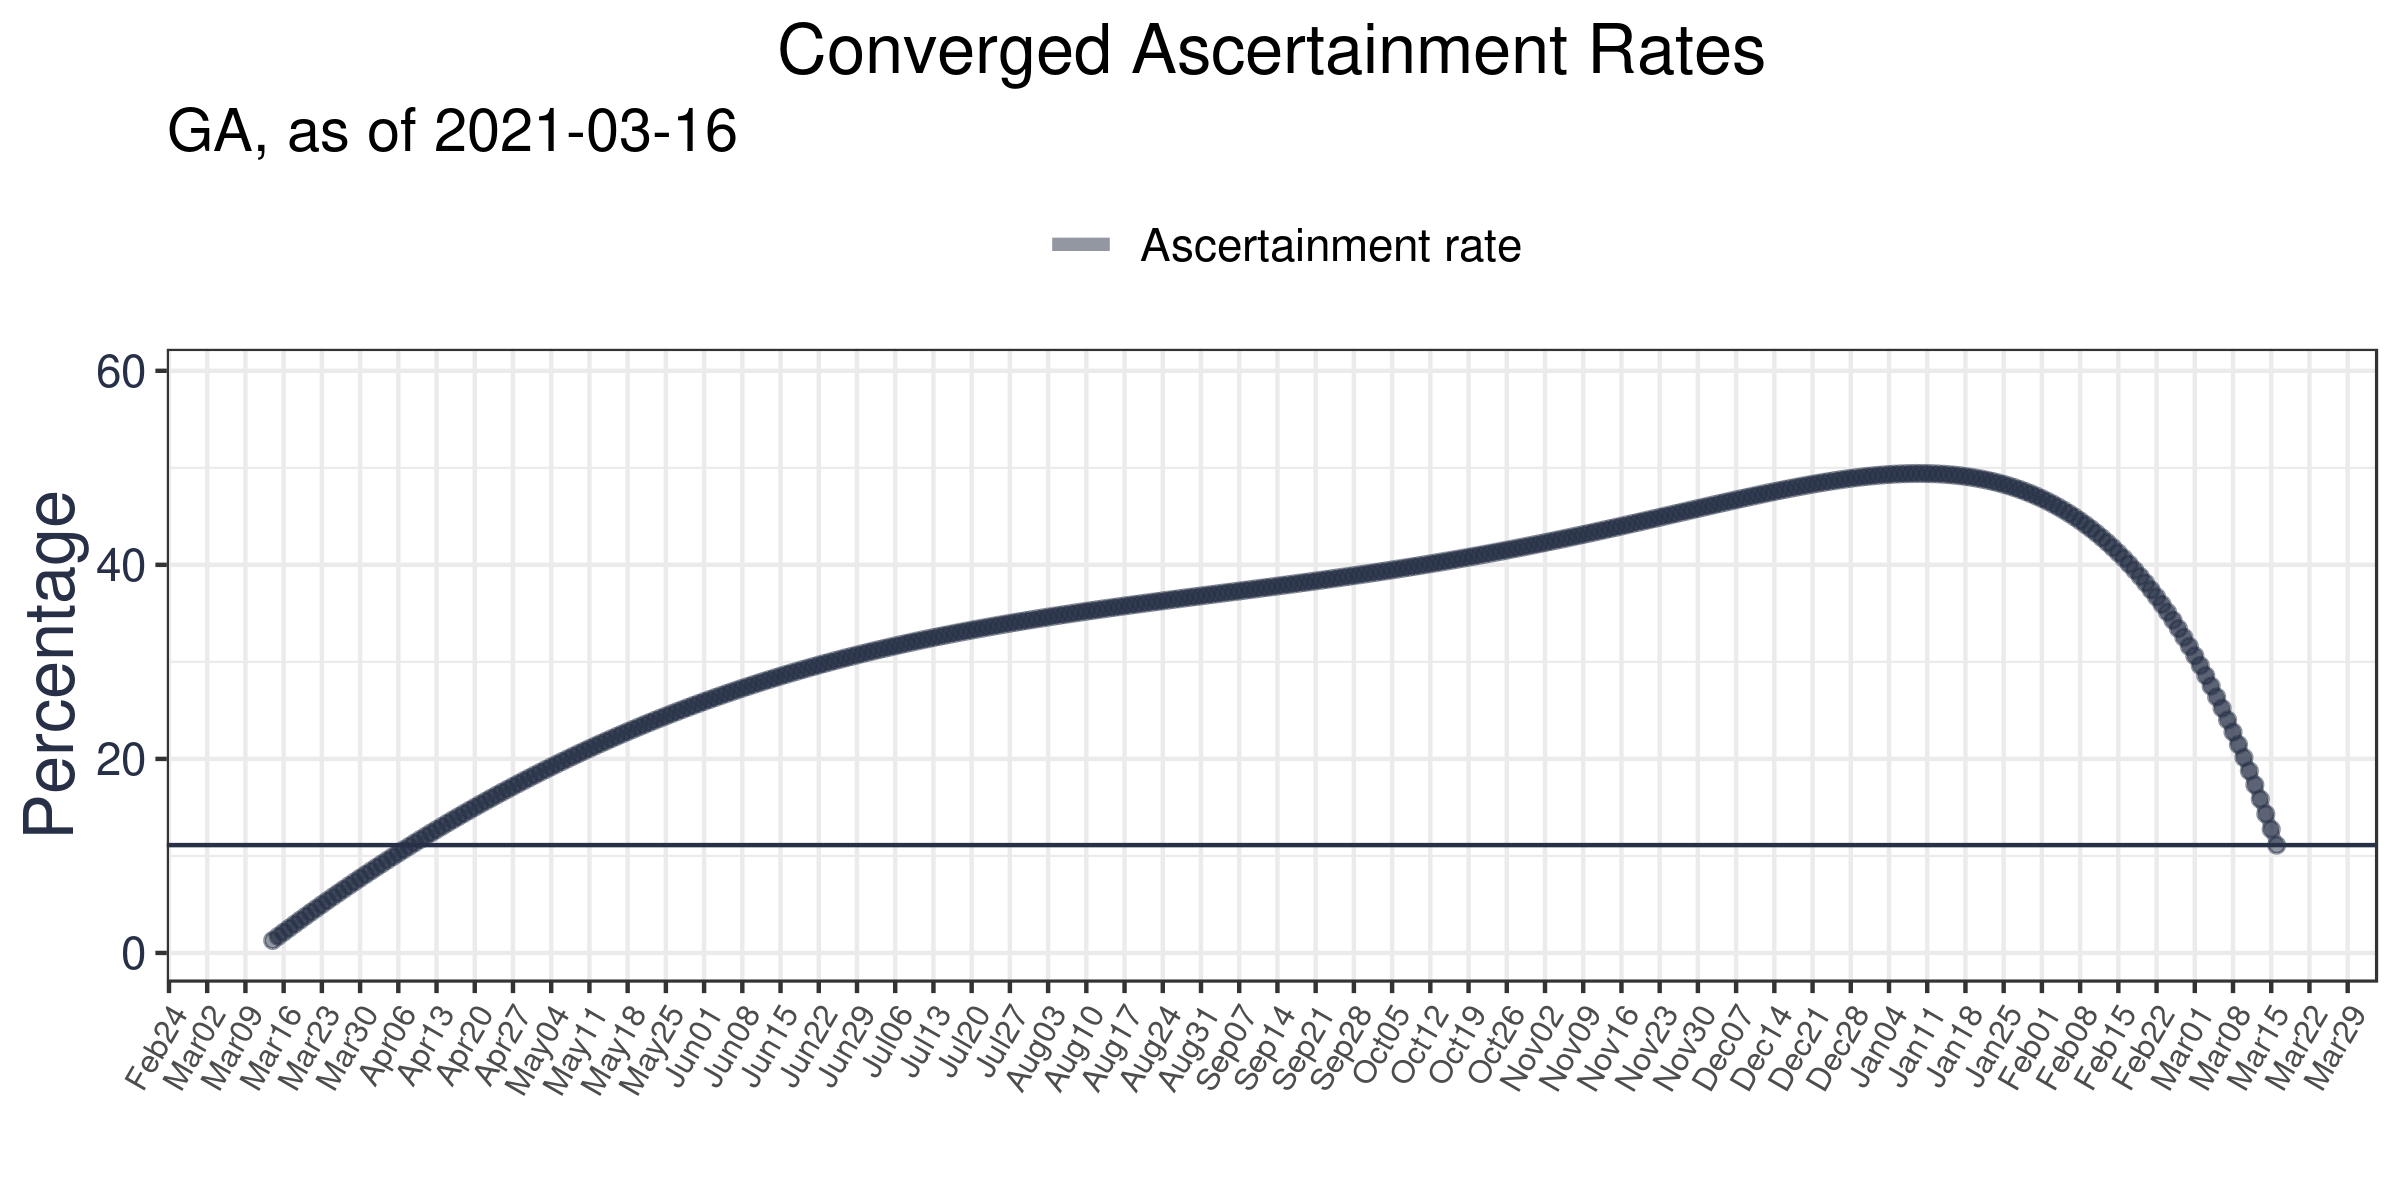 Converged Ascertainment Rates
GA, as of 2021-03-16
Ascertainment rate
Percentage
60
40
20
0
Feb24
Mar02
Mar09
Mar16
Mar23
Mar30
Apr06
Apr13
Apr20
Apr27
May04
May11
May18
May25
Jun01
Jun08
Jun15
Jun22
Jun29
Jul06
Jul13
Jul20
Jul27
Aug03
Aug10
Aug17
Aug24
Aug31
Sep07
Sep14
Sep21
Sep28
Oct05
Oct12
Oct19
Oct26
Nov02
Nov09
Nov16
Nov23
Nov30
Dec07
Dec14
Dec21
Dec28
Jan04
Jan11
Jan18
Jan25
Feb01
Feb08
Feb15
Feb22
Mar01
Mar08
Mar15
Mar22
Mar29